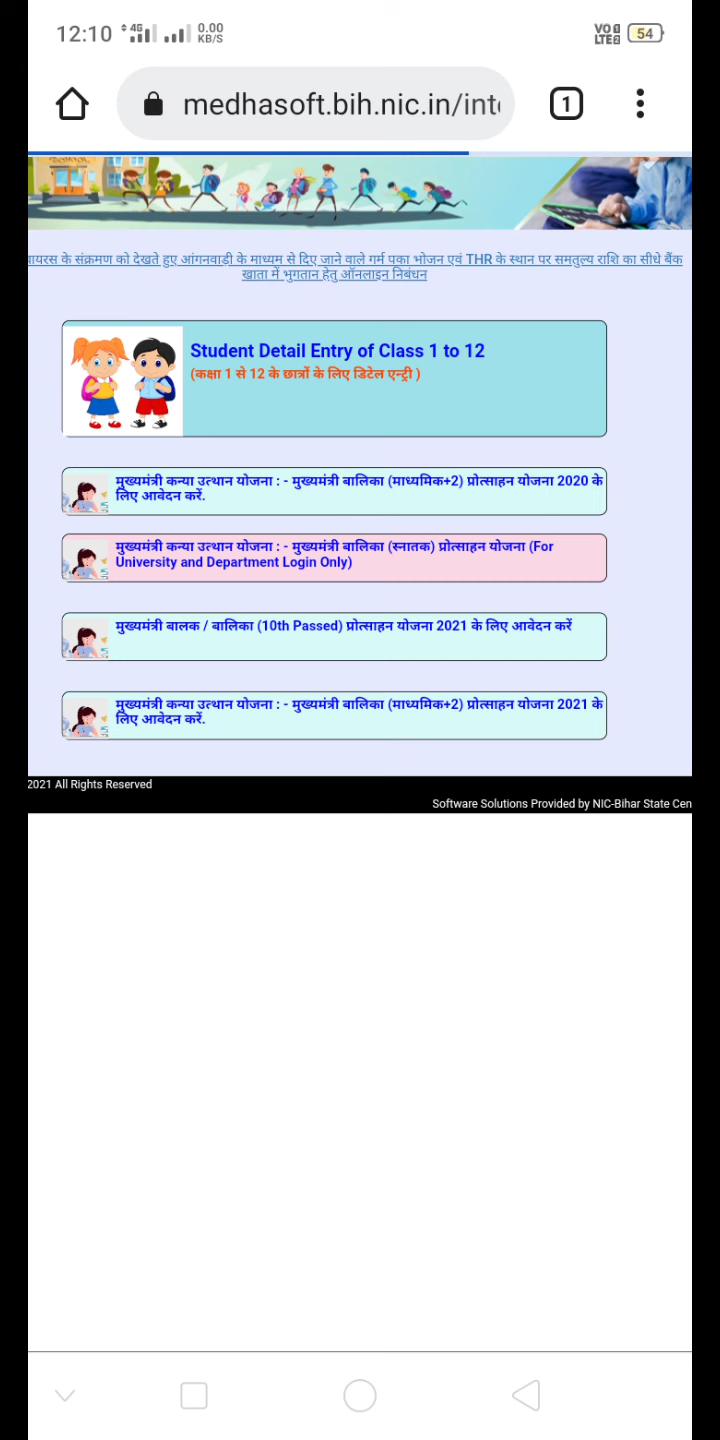 12:10 4G 0.00 KB/S VO LTE 54
medhasoft.bih.nic.in/int
1
SCHOOL
ायरस के संक्रमण को देखते हुए आंगनवाड़ी के माध्यम से दिए जाने वाले गर्म पका भोजन एवं THR के स्थान पर समतुल्य राशि का सीधे बैंक
खाता में भुगतान हेतु ऑनलाइन निबंधन
Student Detail Entry of Class 1 to 12
(कक्षा 1 से 12 के छात्रों के लिए डिटेल एन्ट्री )
मुख्यमंत्री कन्या उत्थान योजना : - मुख्यमंत्री बालिका (माध्यमिक+2) प्रोत्साहन योजना 2020 के
लिए आवेदन करें.
मुख्यमंत्री कन्या उत्थान योजना : - मुख्यमंत्री बालिका (स्नातक) प्रोत्साहन योजना (For
University and Department Login Only)
मुख्यमंत्री बालक / बालिका (10th Passed) प्रोत्साहन योजना 2021 के लिए आवेदन करें
मुख्यमंत्री कन्या उत्थान योजना : - मुख्यमंत्री बालिका (माध्यमिक+2) प्रोत्साहन योजना 2021 के
लिए आवेदन करें.
2021 All Rights Reserved
Software Solutions Provided by NIC-Bihar State Cen